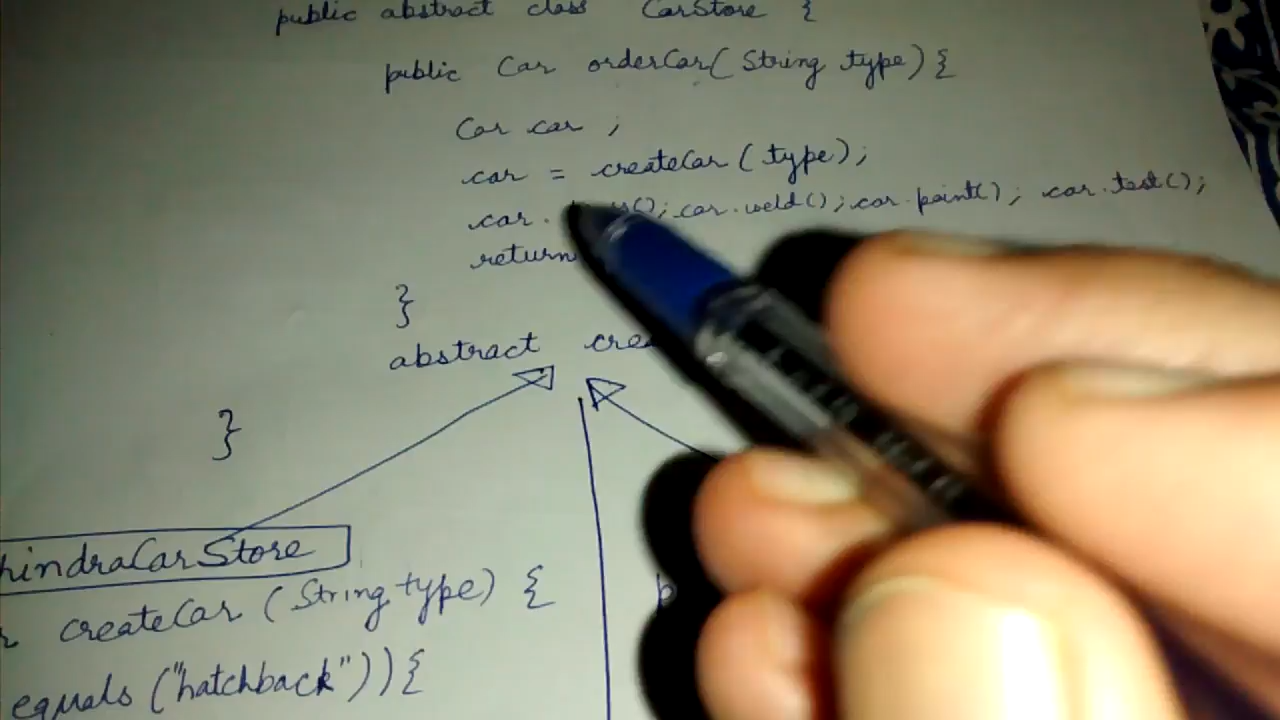 public abstract class CarStore {
public Car orderCar( String type) {
Car car ;
car = createCar ( type);
car. car.weld(); car.paint(); car.test();
return
}
abstract
}
hindraCarStore
createCar ( String type) {
equals ("hatchback")){